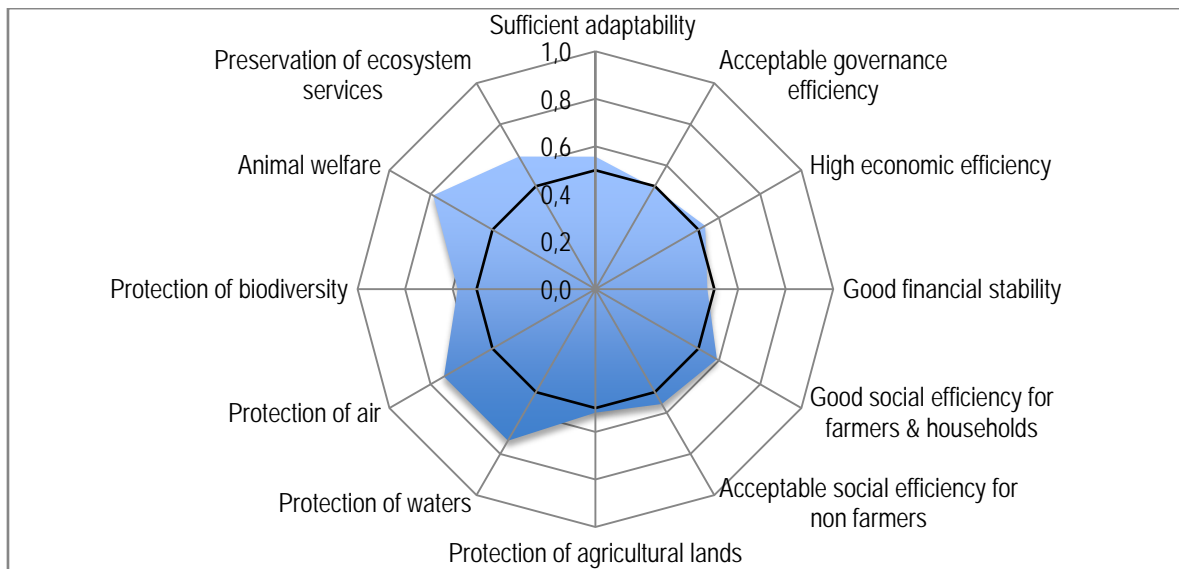 Sufficient adaptability
Acceptable governance
efficiency
High economic efficiency
Good financial stability
Good social efficiency for
farmers & households
Acceptable social efficiency for
non farmers
Protection of agricultural lands
Protection of waters
Protection of air
Protection of biodiversity
Animal welfare
Preservation of ecosystem
services
1,0
0,8
0,6
0,4
0,2
0,0